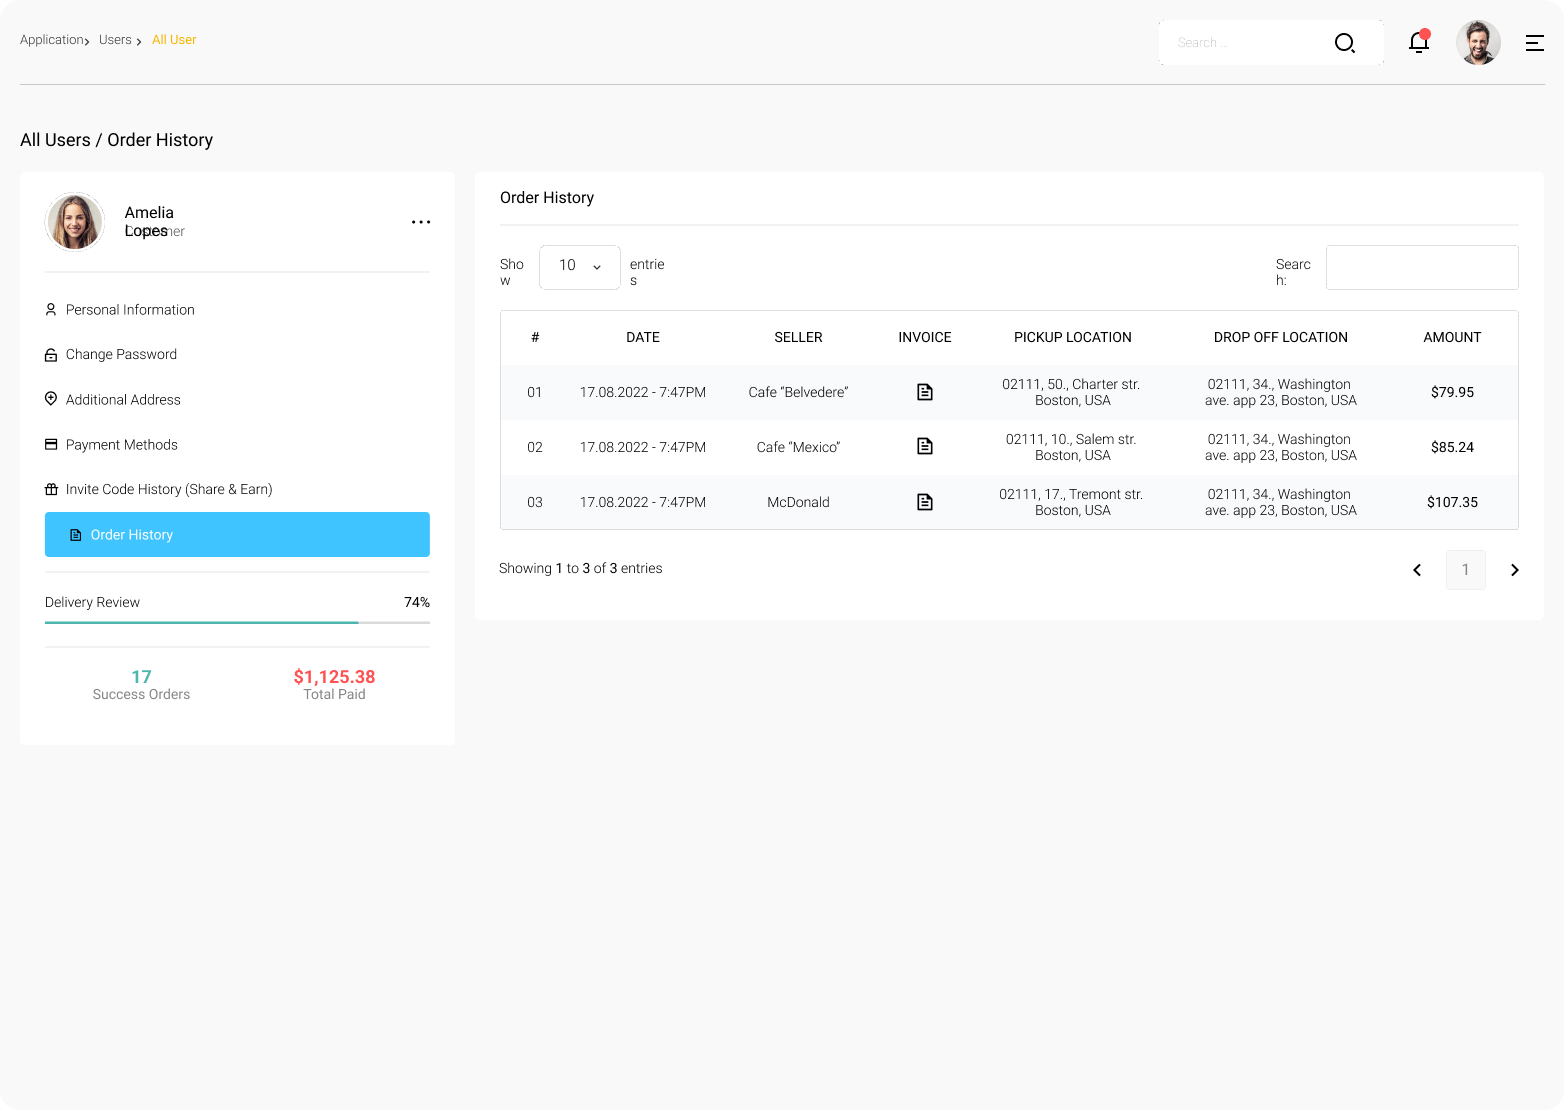 Application
Users
All User
Search ...
All Users / Order History
Amelia
Lopes
Customer
Personal Information
Change Password
Additional Address
Payment Methods
Invite Code History (Share & Earn)
Order History
Delivery Review 74%
17 $1,125.38
Success Orders Total Paid
Order History
Sho
w
10
entrie
s
Searc
h:
# DATE SELLER INVOICE PICKUP LOCATION DROP OFF LOCATION AMOUNT
01 17.08.2022 - 7:47PM Cafe “Belvedere” 02111, 50., Charter str.
Boston, USA
02111, 34., Washington
ave. app 23, Boston, USA
$79.95
02 17.08.2022 - 7:47PM Cafe “Mexico” 02111, 10., Salem str.
Boston, USA
02111, 34., Washington
ave. app 23, Boston, USA
$85.24
03 17.08.2022 - 7:47PM McDonald 02111, 17., Tremont str.
Boston, USA
02111, 34., Washington
ave. app 23, Boston, USA
$107.35
Showing 1 to 3 of 3 entries
1